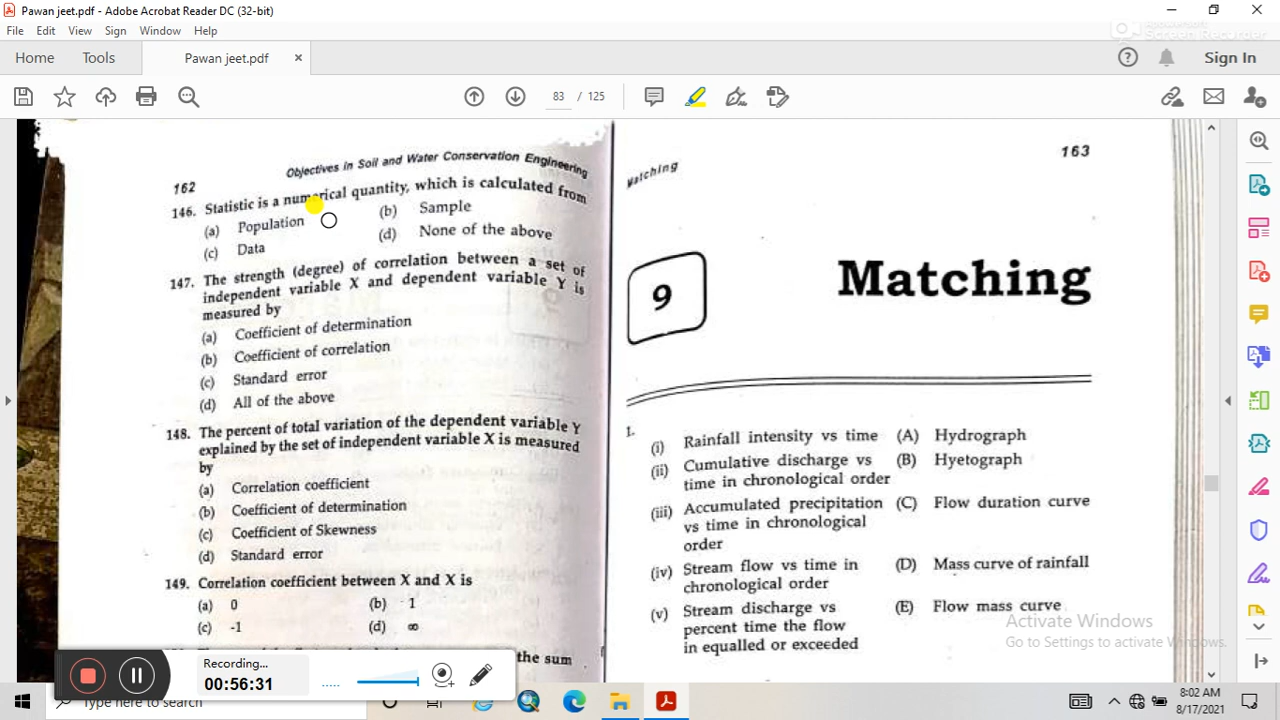 Pawan jeet.pdf - Adobe Acrobat Reader DC (32-bit)
File Edit View Sign Window Help
Screen Recorder
Home Tools Pawan jeet.pdf × Sign In
83 / 125
162 Objectives in Soil and Water Conservation Engineering
146. Statistic is a numerical quantity, which is calculated from
(a) Population (b) Sample
(c) Data (d) None of the above
147. The strength (degree) of correlation between a set of
independent variable X and dependent variable Y is
measured by
(a) Coefficient of determination
(b) Coefficient of correlation
(c) Standard error
(d) All of the above
148. The percent of total variation of the dependent variable Y
explained by the set of independent variable X is measured
by
(a) Correlation coefficient
(b) Coefficient of determination
(c) Coefficient of Skewness
(d) Standard error
149. Correlation coefficient between X and X is
(a) 0 (b) 1
(c) -1 (d) ∞
the sum
Matching 163
9 Matching
1.
(i) Rainfall intensity vs time (A) Hydrograph
(ii) Cumulative discharge vs (B) Hyetograph
time in chronological order
(iii) Accumulated precipitation (C) Flow duration curve
vs time in chronological
order
(iv) Stream flow vs time in (D) Mass curve of rainfall
chronological order
(v) Stream discharge vs (E) Flow mass curve
percent time the flow
in equalled or exceeded
Activate Windows
Go to Settings to activate Windows.
Recording...
00:56:31
Type here to search
8:02 AM
8/17/2021